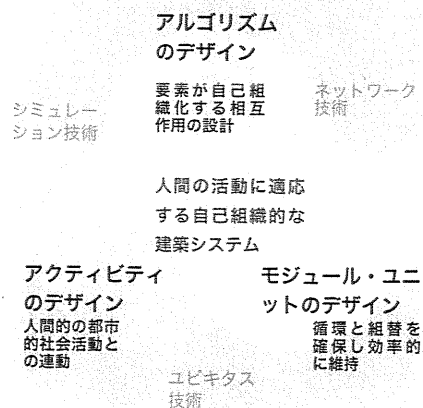 アルゴリズム
のデザイン
要素が自己組
織化する相互
作用の設計
シミュレー
ション技術
ネットワーク
技術
人間の活動に適応
する自己組織的な
建築システム
アクティビティ
のデザイン
人間的の都市
的社会活動と
の連動
モジュール・ユニ
ットのデザイン
循環と組替を
確保し効率的
に維持
ユビキタス
技術